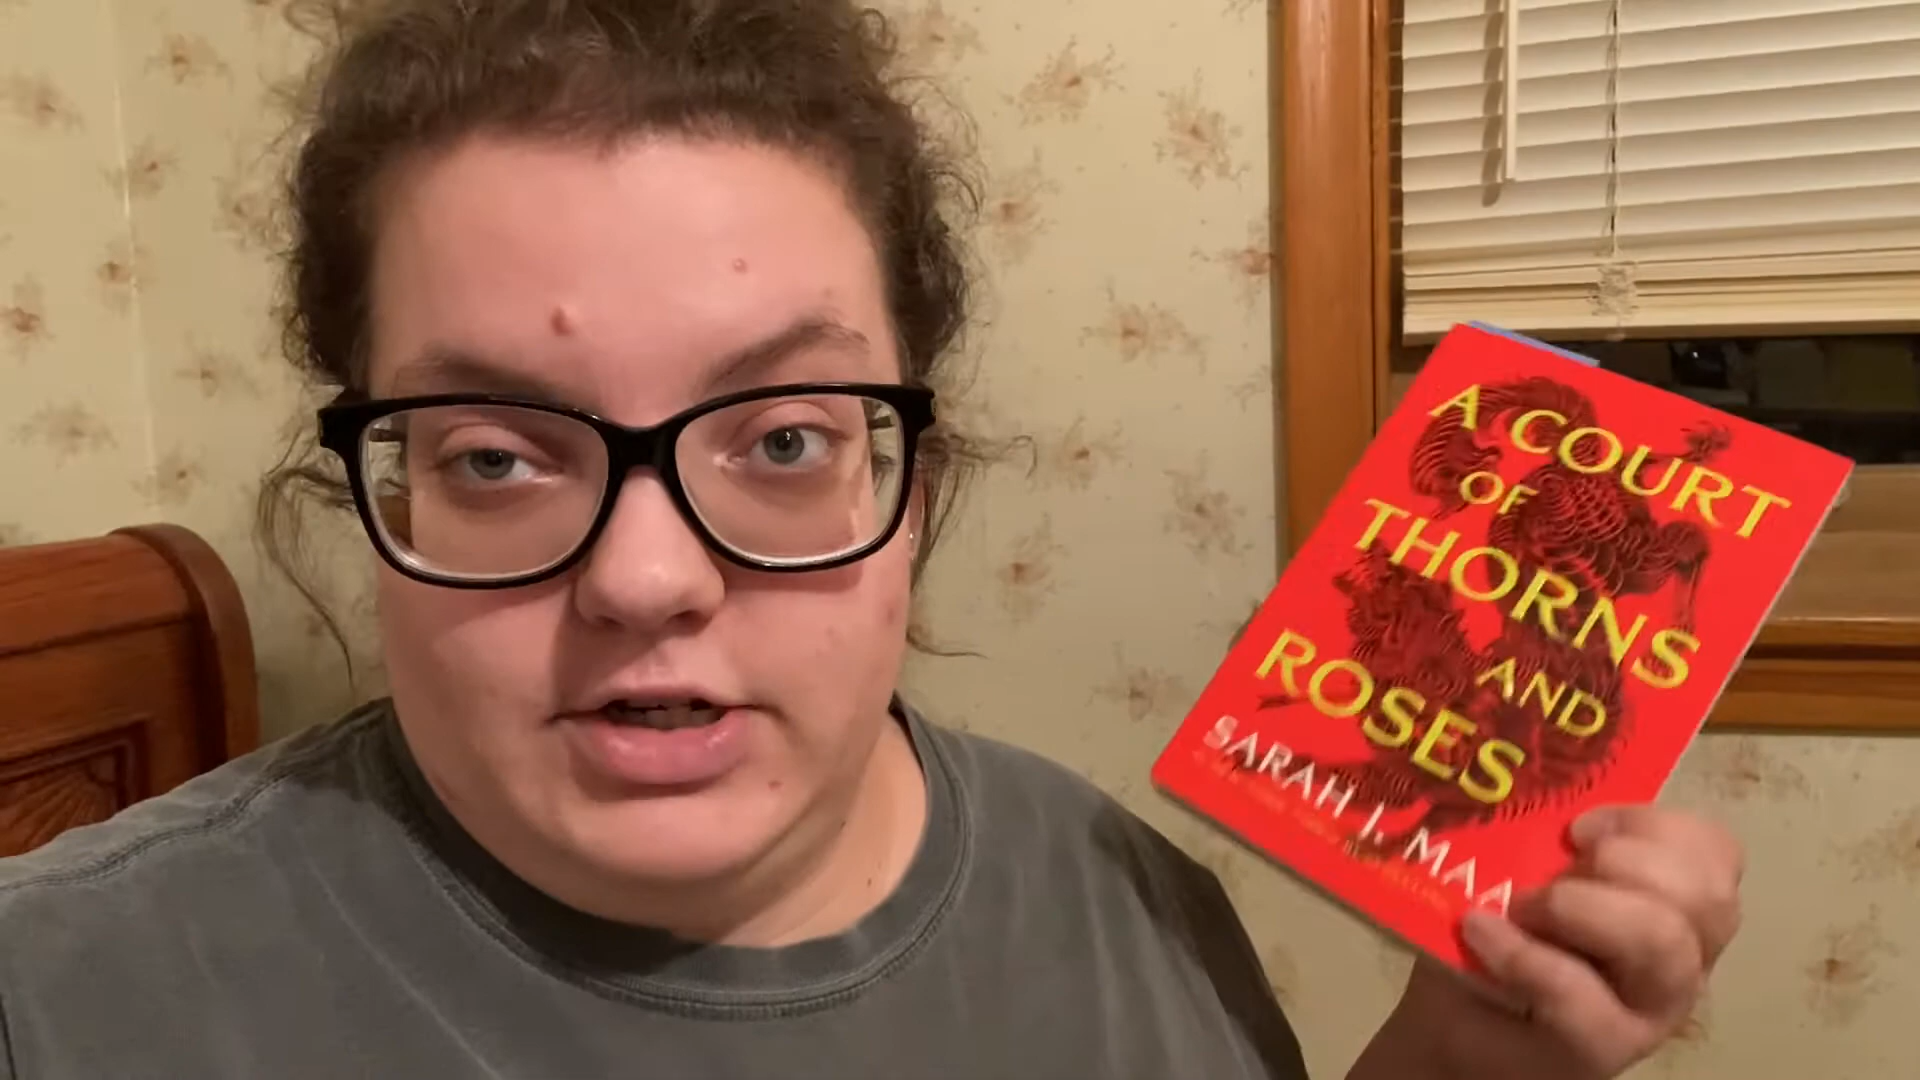 A COURT
OF
THORNS
AND
ROSES
SARAH J. MAA